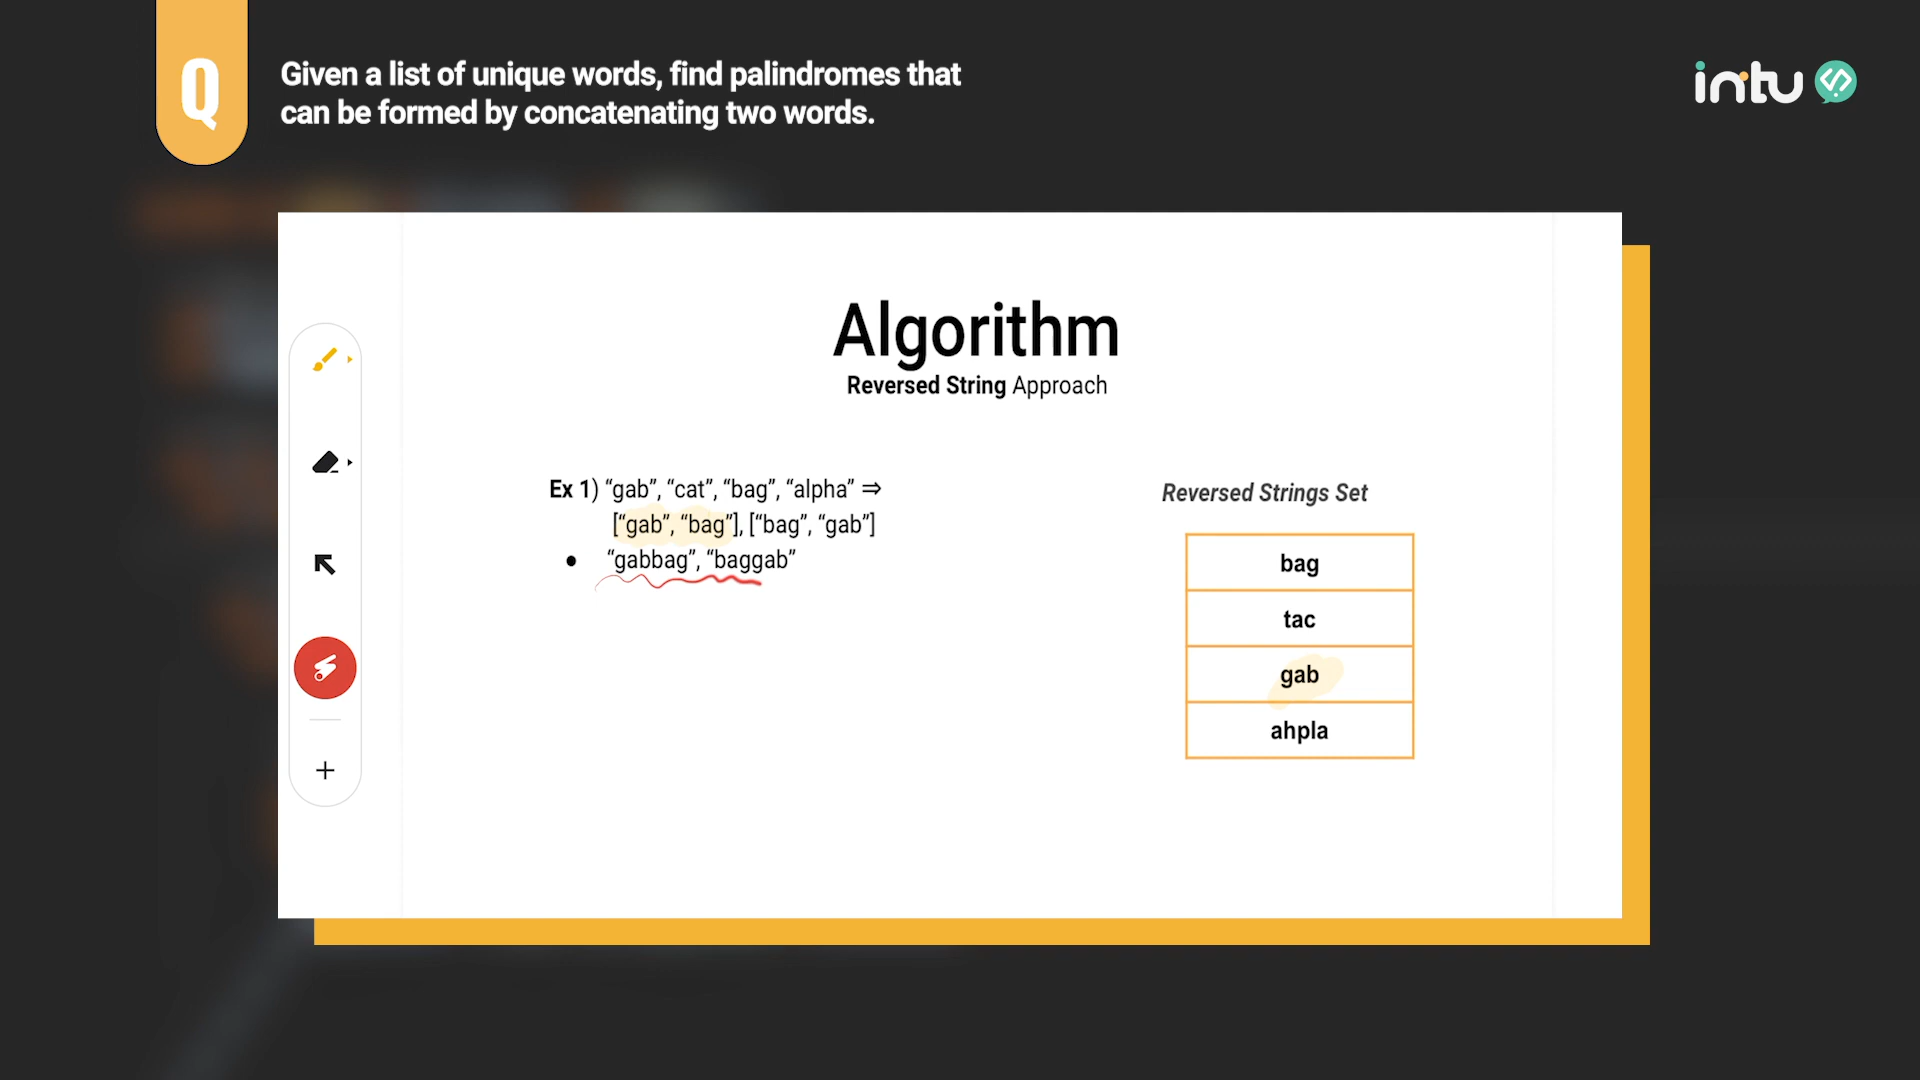 Q
Given a list of unique words, find palindromes that
can be formed by concatenating two words.
intu
Algorithm
Reversed String Approach
Ex 1) “gab”, “cat”, “bag”, “alpha” ⇒
[“gab”, “bag”], [“bag”, “gab”]
● “gabbag”, “baggab”
Reversed Strings Set
bag
tac
gab
ahpla